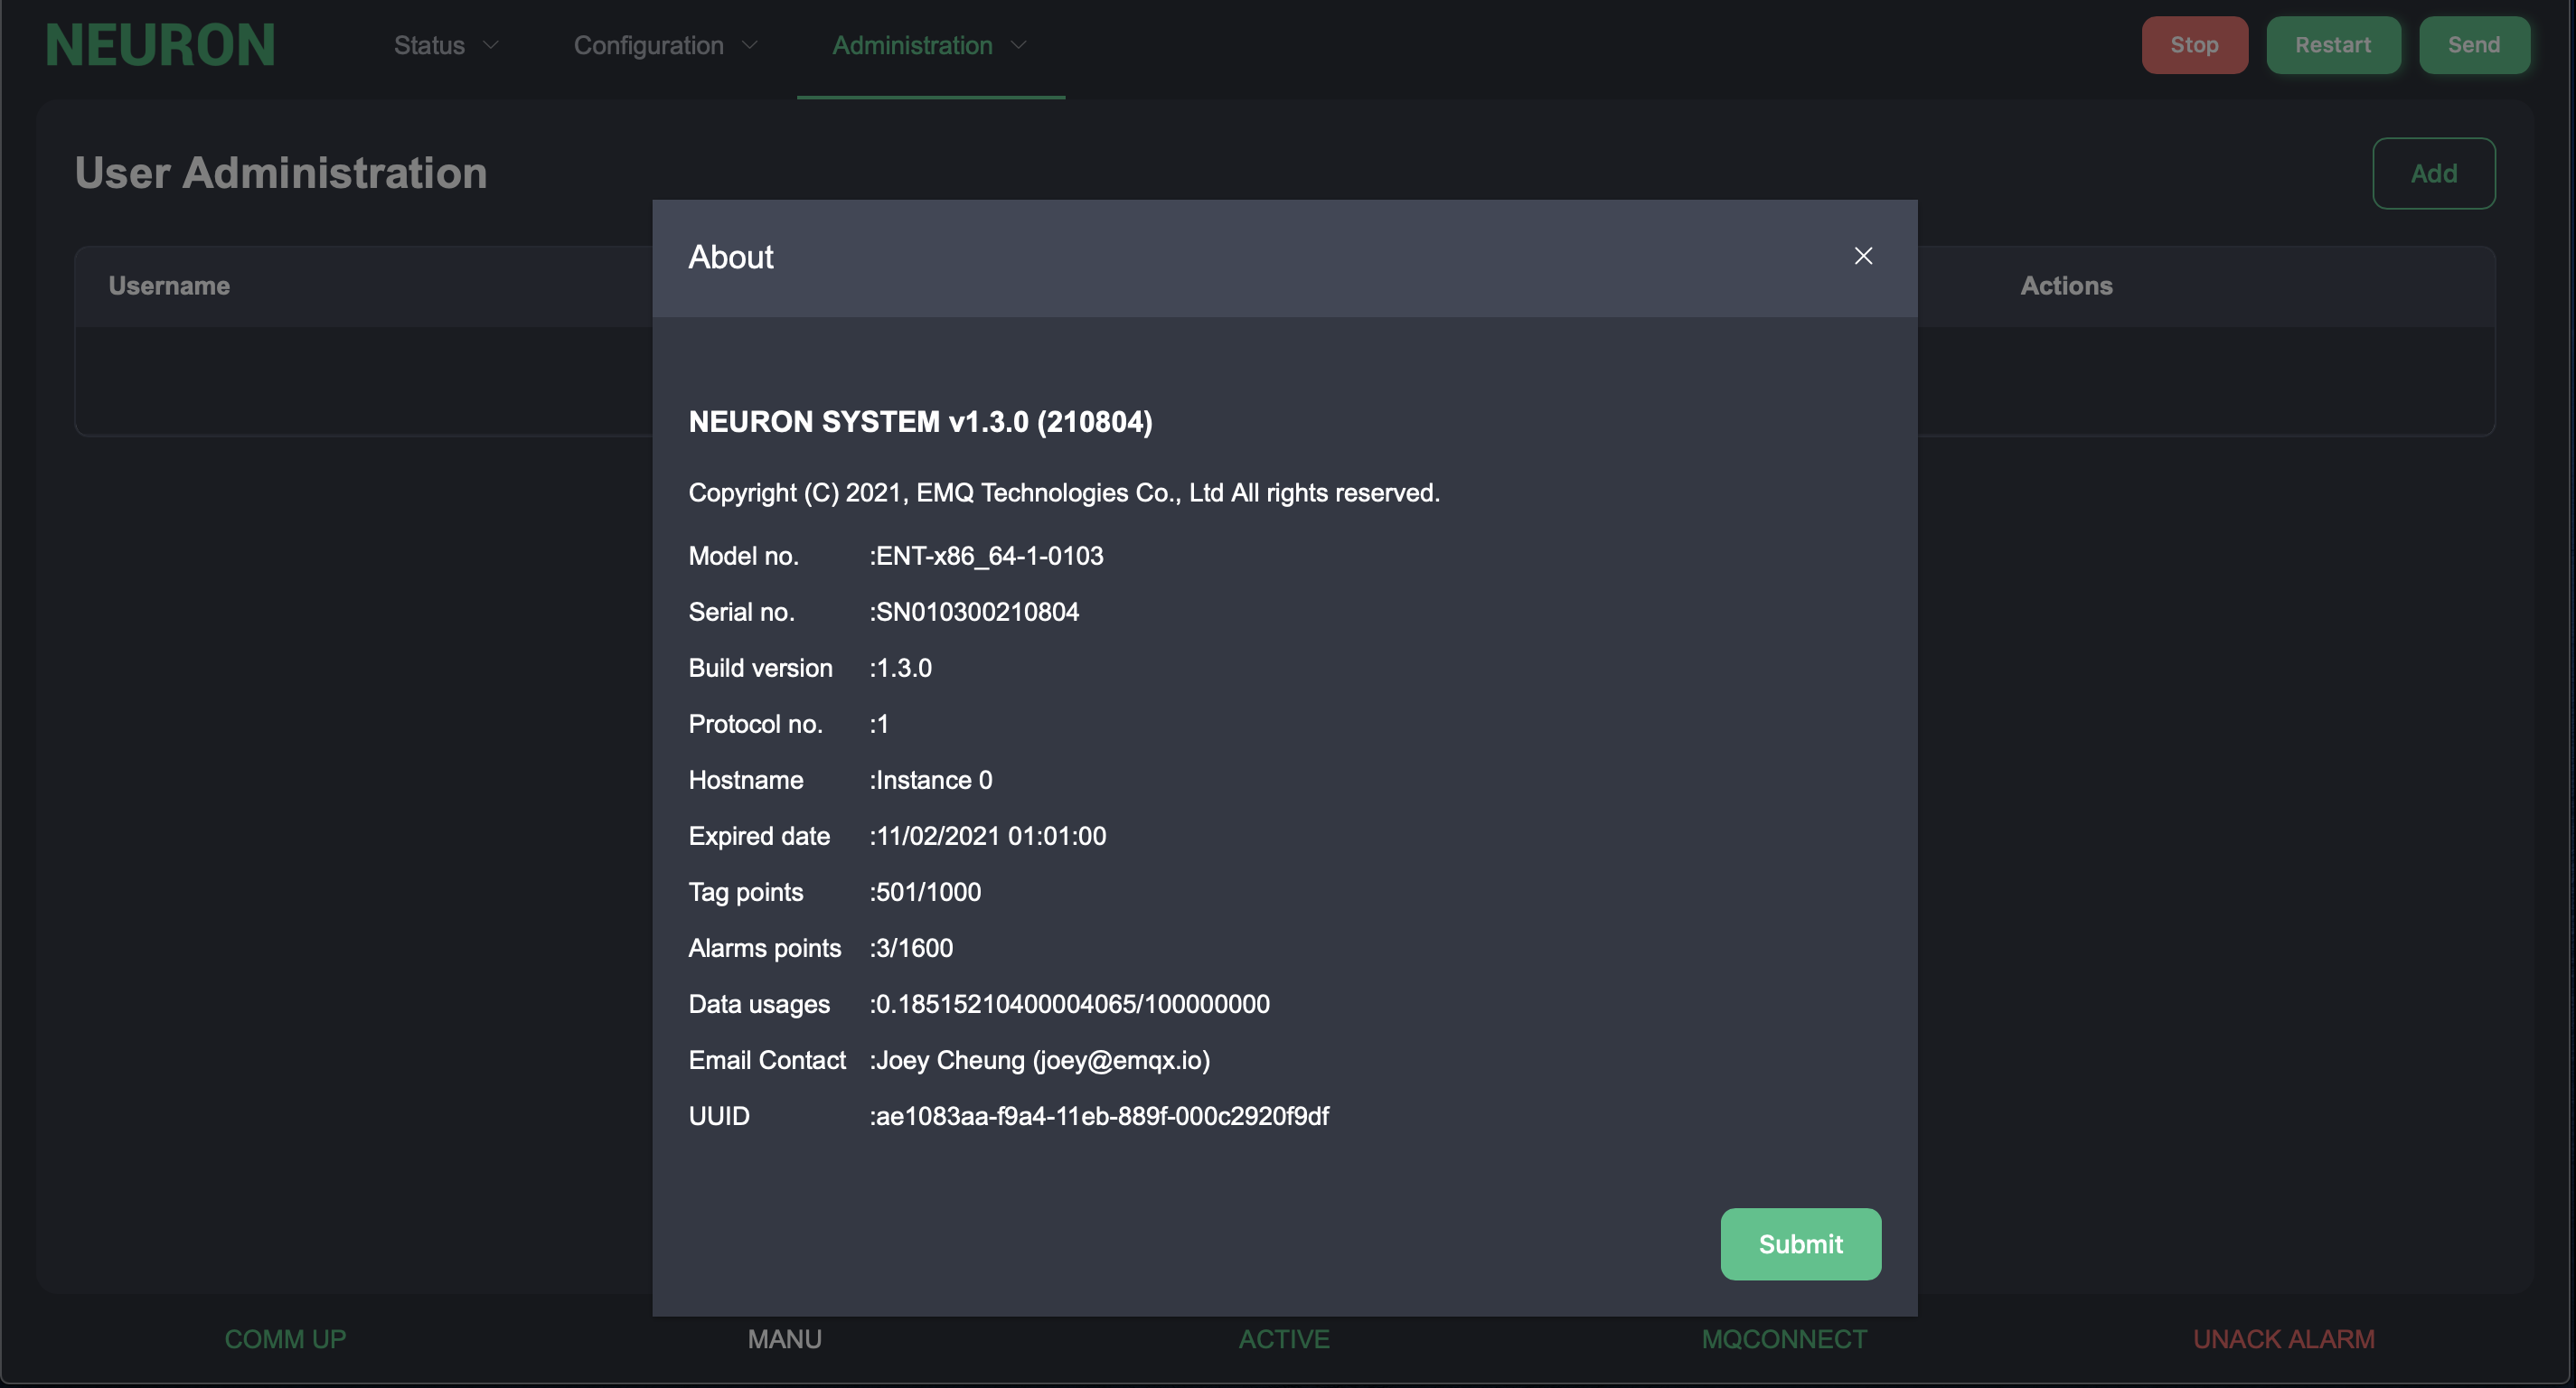 NEURON Status Configuration Administration Stop Restart Send
User Administration Add
Username Actions
About
NEURON SYSTEM v1.3.0 (210804)
Copyright (C) 2021, EMQ Technologies Co., Ltd All rights reserved.
Model no. :ENT-x86_64-1-0103
Serial no. :SN010300210804
Build version :1.3.0
Protocol no. :1
Hostname :Instance 0
Expired date :11/02/2021 01:01:00
Tag points :501/1000
Alarms points :3/1600
Data usages :0.18515210400004065/100000000
Email Contact :Joey Cheung (joey@emqx.io)
UUID :ae1083aa-f9a4-11eb-889f-000c2920f9df
Submit
COMM UP MANU ACTIVE MQCONNECT UNACK ALARM